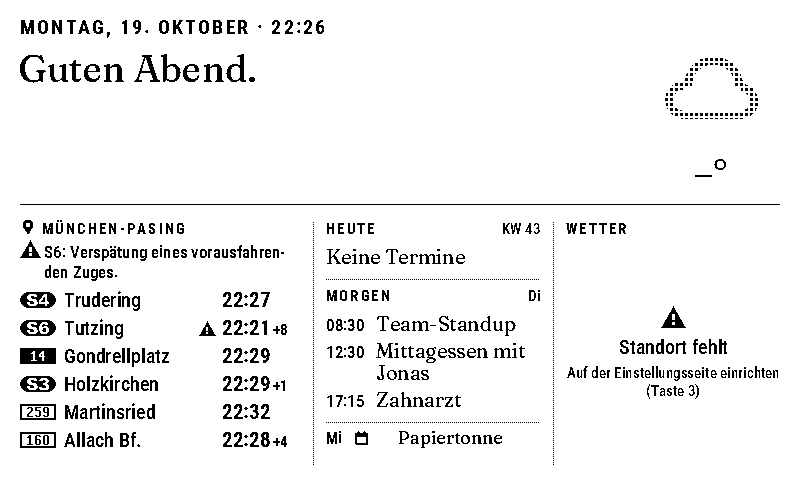 MONTAG, 19. OKTOBER · 22:26
Guten Abend.
_°
MÜNCHEN-PASING
S6: Verspätung eines vorausfahren-
den Zuges.
S4 Trudering 22:27
S6 Tutzing 22:21 +8
14 Gondrellplatz 22:29
S3 Holzkirchen 22:29 +1
259 Martinsried 22:32
160 Allach Bf. 22:28 +4
HEUTE KW 43
Keine Termine
MORGEN Di
08:30 Team-Standup
12:30 Mittagessen mit
Jonas
17:15 Zahnarzt
Mi Papiertonne
WETTER
Standort fehlt
Auf der Einstellungsseite einrichten
(Taste 3)